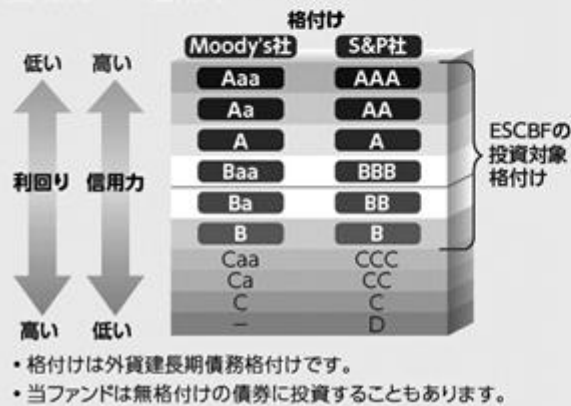 格付け
Moody's社 S&P社
低い 高い
Aaa AAA
Aa AA
A A
Baa BBB
Ba BB
B B
Caa CCC
Ca CC
C C
− D
利回り 信用力
高い 低い
ESCBFの
投資対象
格付け
• 格付けは外貨建長期債務格付けです。
• 当ファンドは無格付けの債券に投資することもあります。